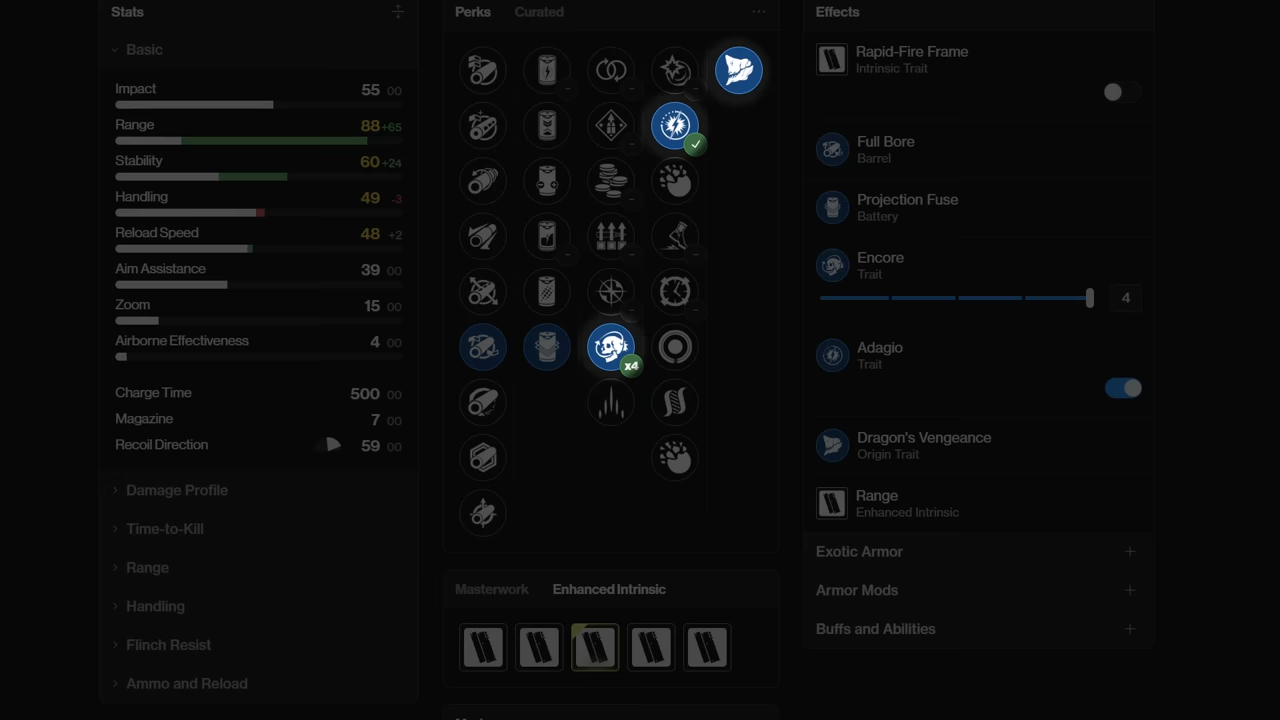 Stats
Basic
Impact 55 00
Range 88 +65
Stability 60 +24
Handling 49 -3
Reload Speed 48 +2
Aim Assistance 39 00
Zoom 15 00
Airborne Effectiveness 4 00
Charge Time 500 00
Magazine 7 00
Recoil Direction 59 00
Damage Profile
Time-to-Kill
Range
Handling
Flinch Resist
Ammo and Reload
Perks Curated
x4
Masterwork Enhanced Intrinsic
Effects
Rapid-Fire Frame
Intrinsic Trait
Full Bore
Barrel
Projection Fuse
Battery
Encore
Trait
4
Adagio
Trait
Dragon's Vengeance
Origin Trait
Range
Enhanced Intrinsic
Exotic Armor
Armor Mods
Buffs and Abilities